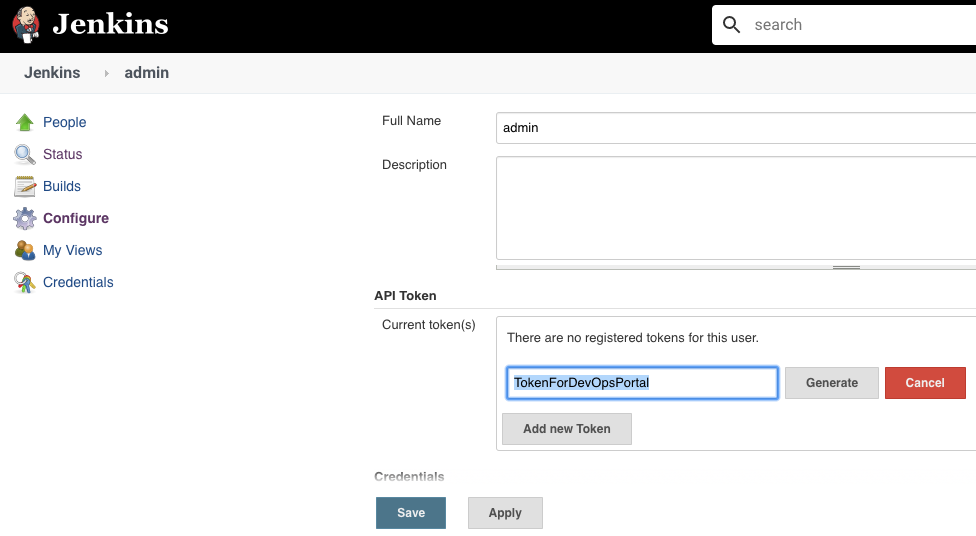 Jenkins
search
Jenkins admin
People
Status
Builds
Configure
My Views
Credentials
Full Name
admin
Description
API Token
Current token(s)
There are no registered tokens for this user.
TokenForDevOpsPortal
Generate
Cancel
Add new Token
Credentials
Save
Apply